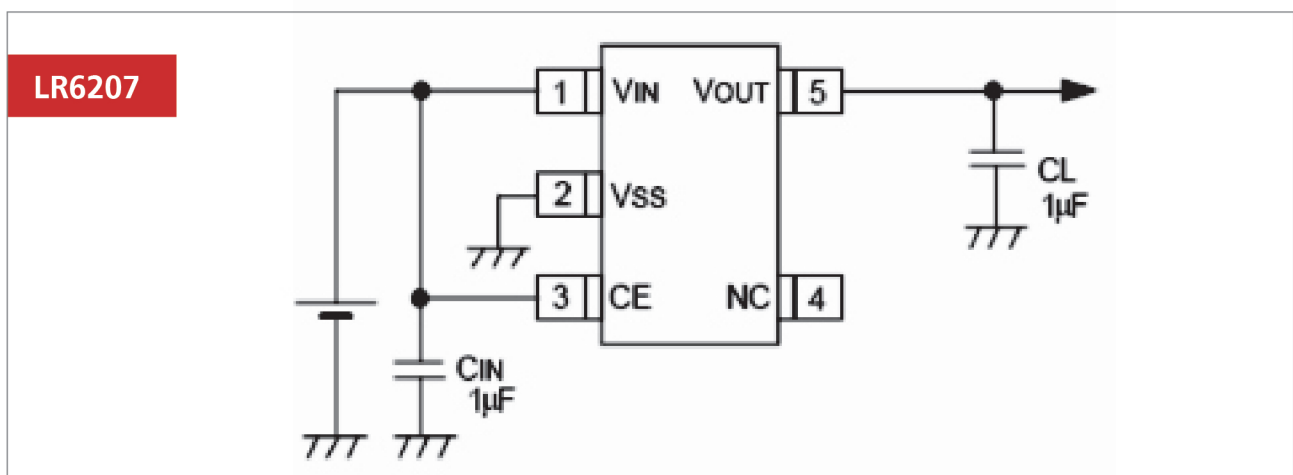 LR6207
1 VIN VOUT 5
2 VSS
3 CE NC 4
CL
1µF
CIN
1µF